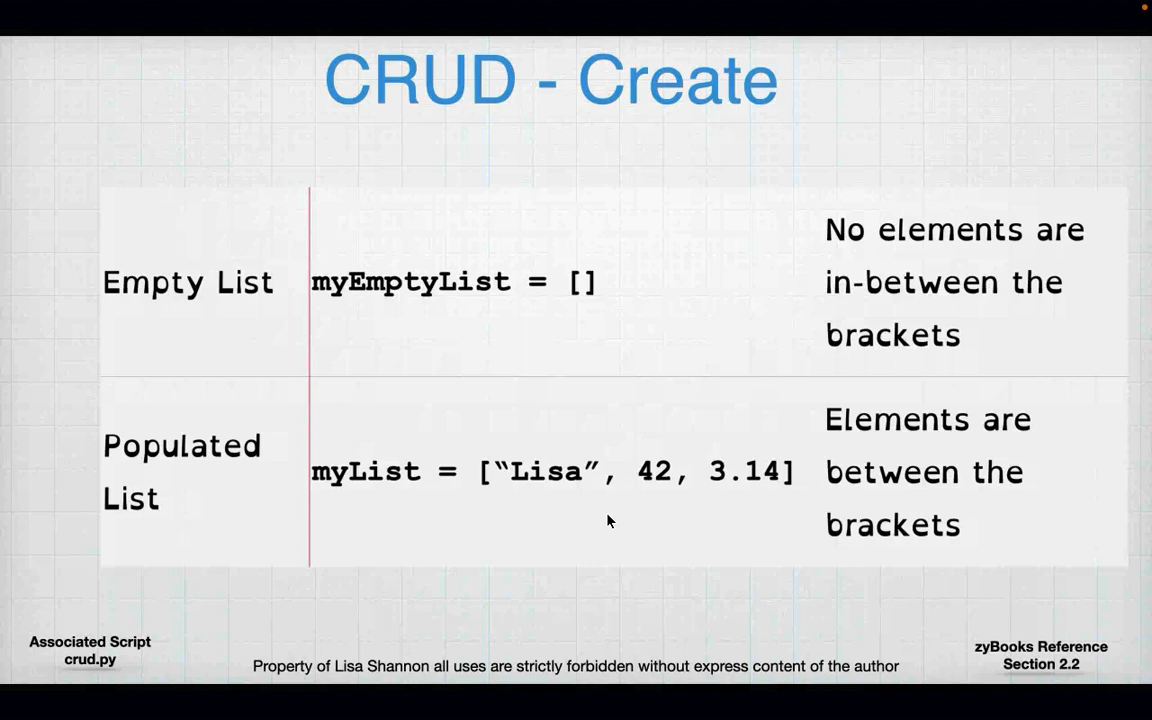 CRUD - Create
Empty List
myEmptyList = []
No elements are
in-between the
brackets
Populated
List
myList = [“Lisa”, 42, 3.14]
Elements are
between the
brackets
Associated Script
crud.py
Property of Lisa Shannon all uses are strictly forbidden without express content of the author
zyBooks Reference
Section 2.2